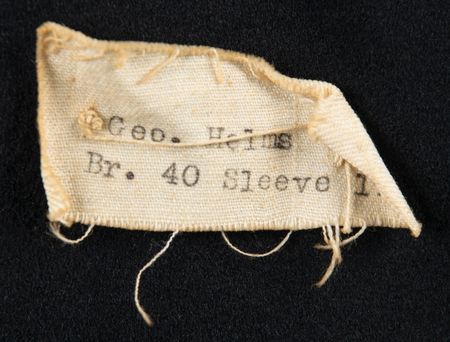 Geo. Helms
Br. 40 Sleeve 1